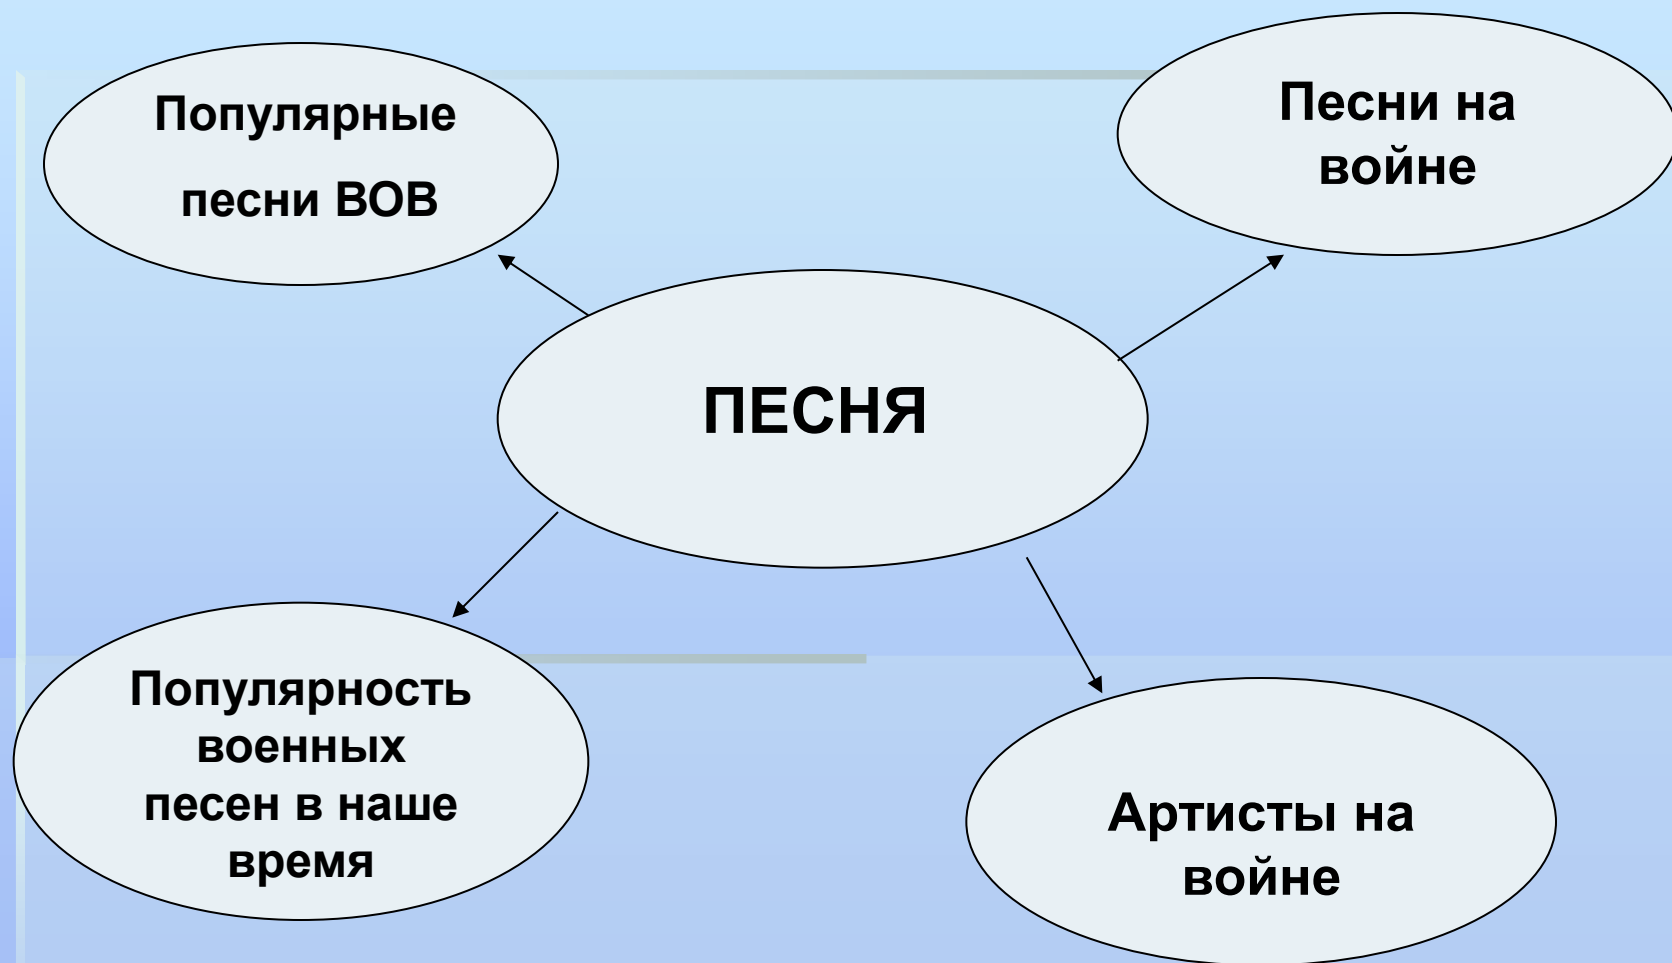 Популярные
песни ВОВ
Песни на
войне
ПЕСНЯ
Популярность
военных
песен в наше
время
Артисты на
войне